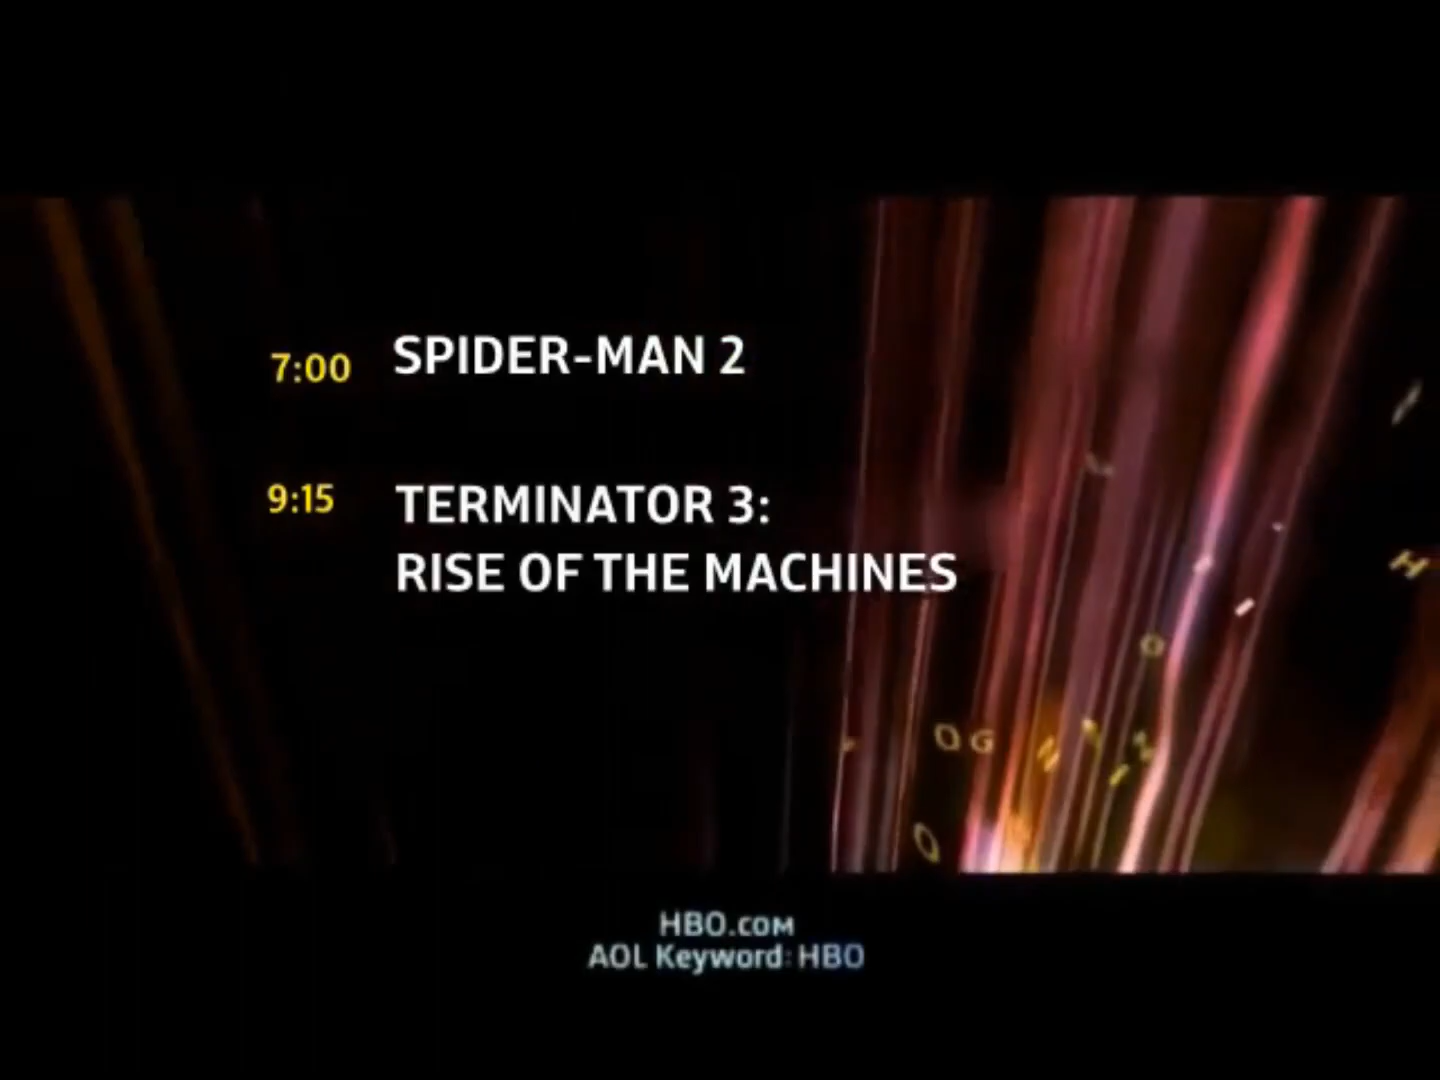 7:00 SPIDER-MAN 2
9:15 TERMINATOR 3:
RISE OF THE MACHINES
HBO.COM
AOL Keyword: HBO